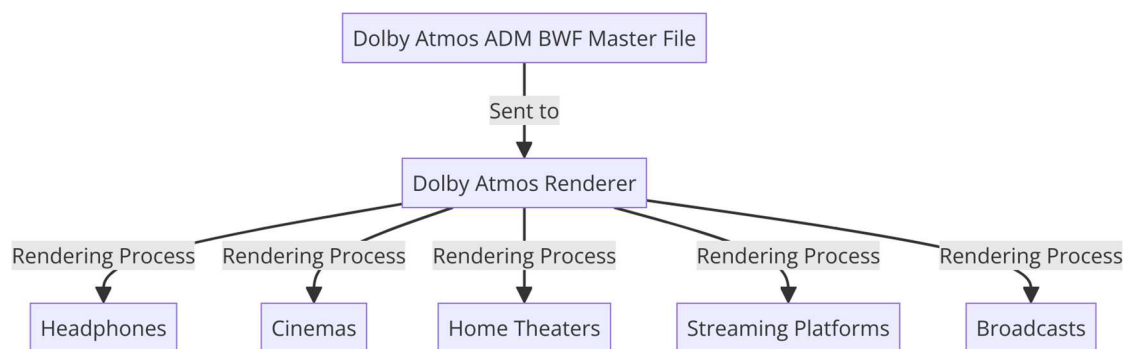 Dolby Atmos ADM BWF Master File
Sent to
Dolby Atmos Renderer
Rendering Process
Rendering Process
Rendering Process
Rendering Process
Rendering Process
Headphones
Cinemas
Home Theaters
Streaming Platforms
Broadcasts